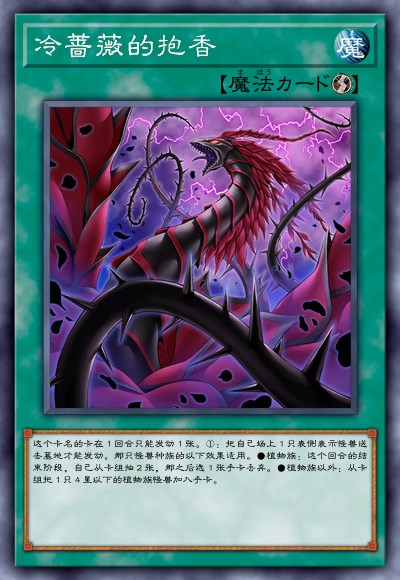 冷蔷薇的抱香
魔
【魔法カード】
まほう
这个卡名的卡在1回合只能发动1张。①：把自己场上1只表侧表示怪兽送
去墓地才能发动。那只怪兽种族的以下效果适用。●植物族：这个回合的结
束阶段，自己从卡组抽2张，那之后选1张手卡丢弃。●植物族以外：从卡
组把1只4星以下的植物族怪兽加入手卡。